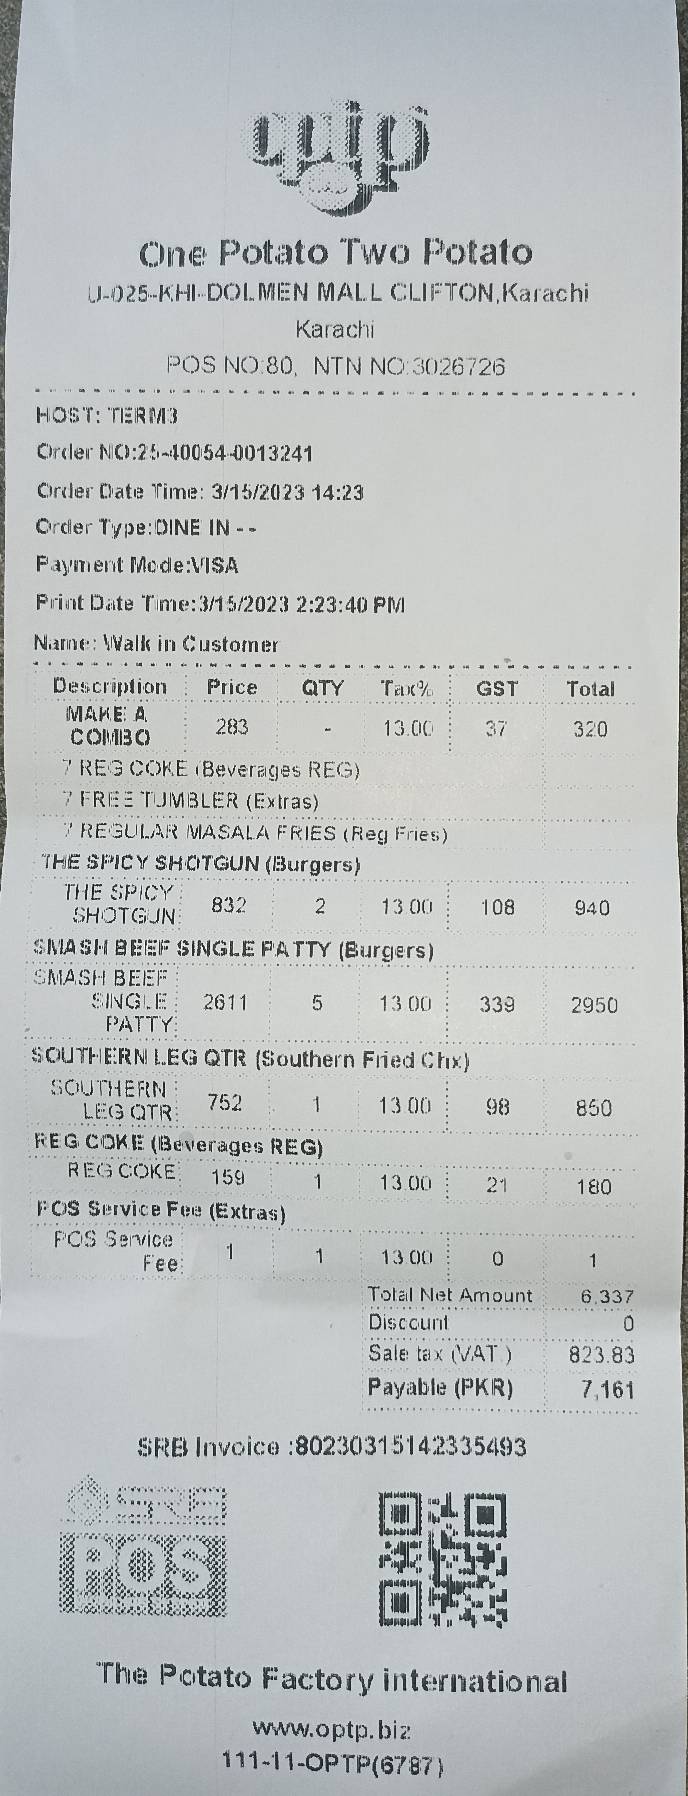 optp
One Potato Two Potato
U-025-KHI-DOLMEN MALL CLIFTON,Karachi
Karachi
POS NO:80, NTN NO:3026726
HOST: TERM3
Order NO:25-40054-0013241
Order Date Time: 3/15/2023 14:23
Order Type:DINE IN - -
Payment Mode:VISA
Print Date Time:3/15/2023 2:23:40 PM
Name: Walk in Customer
Description Price QTY Tax% GST Total
MAKE A
COMBO 283 - 13.00 37 320
7 REG COKE (Beverages REG)
7 FREE TUMBLER (Extras)
7 REGULAR MASALA FRIES (Reg Fries)
THE SPICY SHOTGUN (Burgers)
THE SPICY
SHOTGUN 832 2 13.00 108 940
SMASH BEEF SINGLE PATTY (Burgers)
SMASH BEEF
SINGLE 2611 5 13.00 339 2950
PATTY
SOUTHERN LEG QTR (Southern Fried Chx)
SOUTHERN
LEG QTR 752 1 13.00 98 850
REG COKE (Beverages REG)
REG COKE 159 1 13.00 21 180
POS Service Fee (Extras)
POS Service
Fee 1 1 13.00 0 1
Total Net Amount 6,337
Discount 0
Sale tax (VAT ) 823.83
Payable (PKR) 7,161
SRB Invoice :80230315142335493
SRB
POS
The Potato Factory international
www.optp.biz
111-11-OPTP(6787)